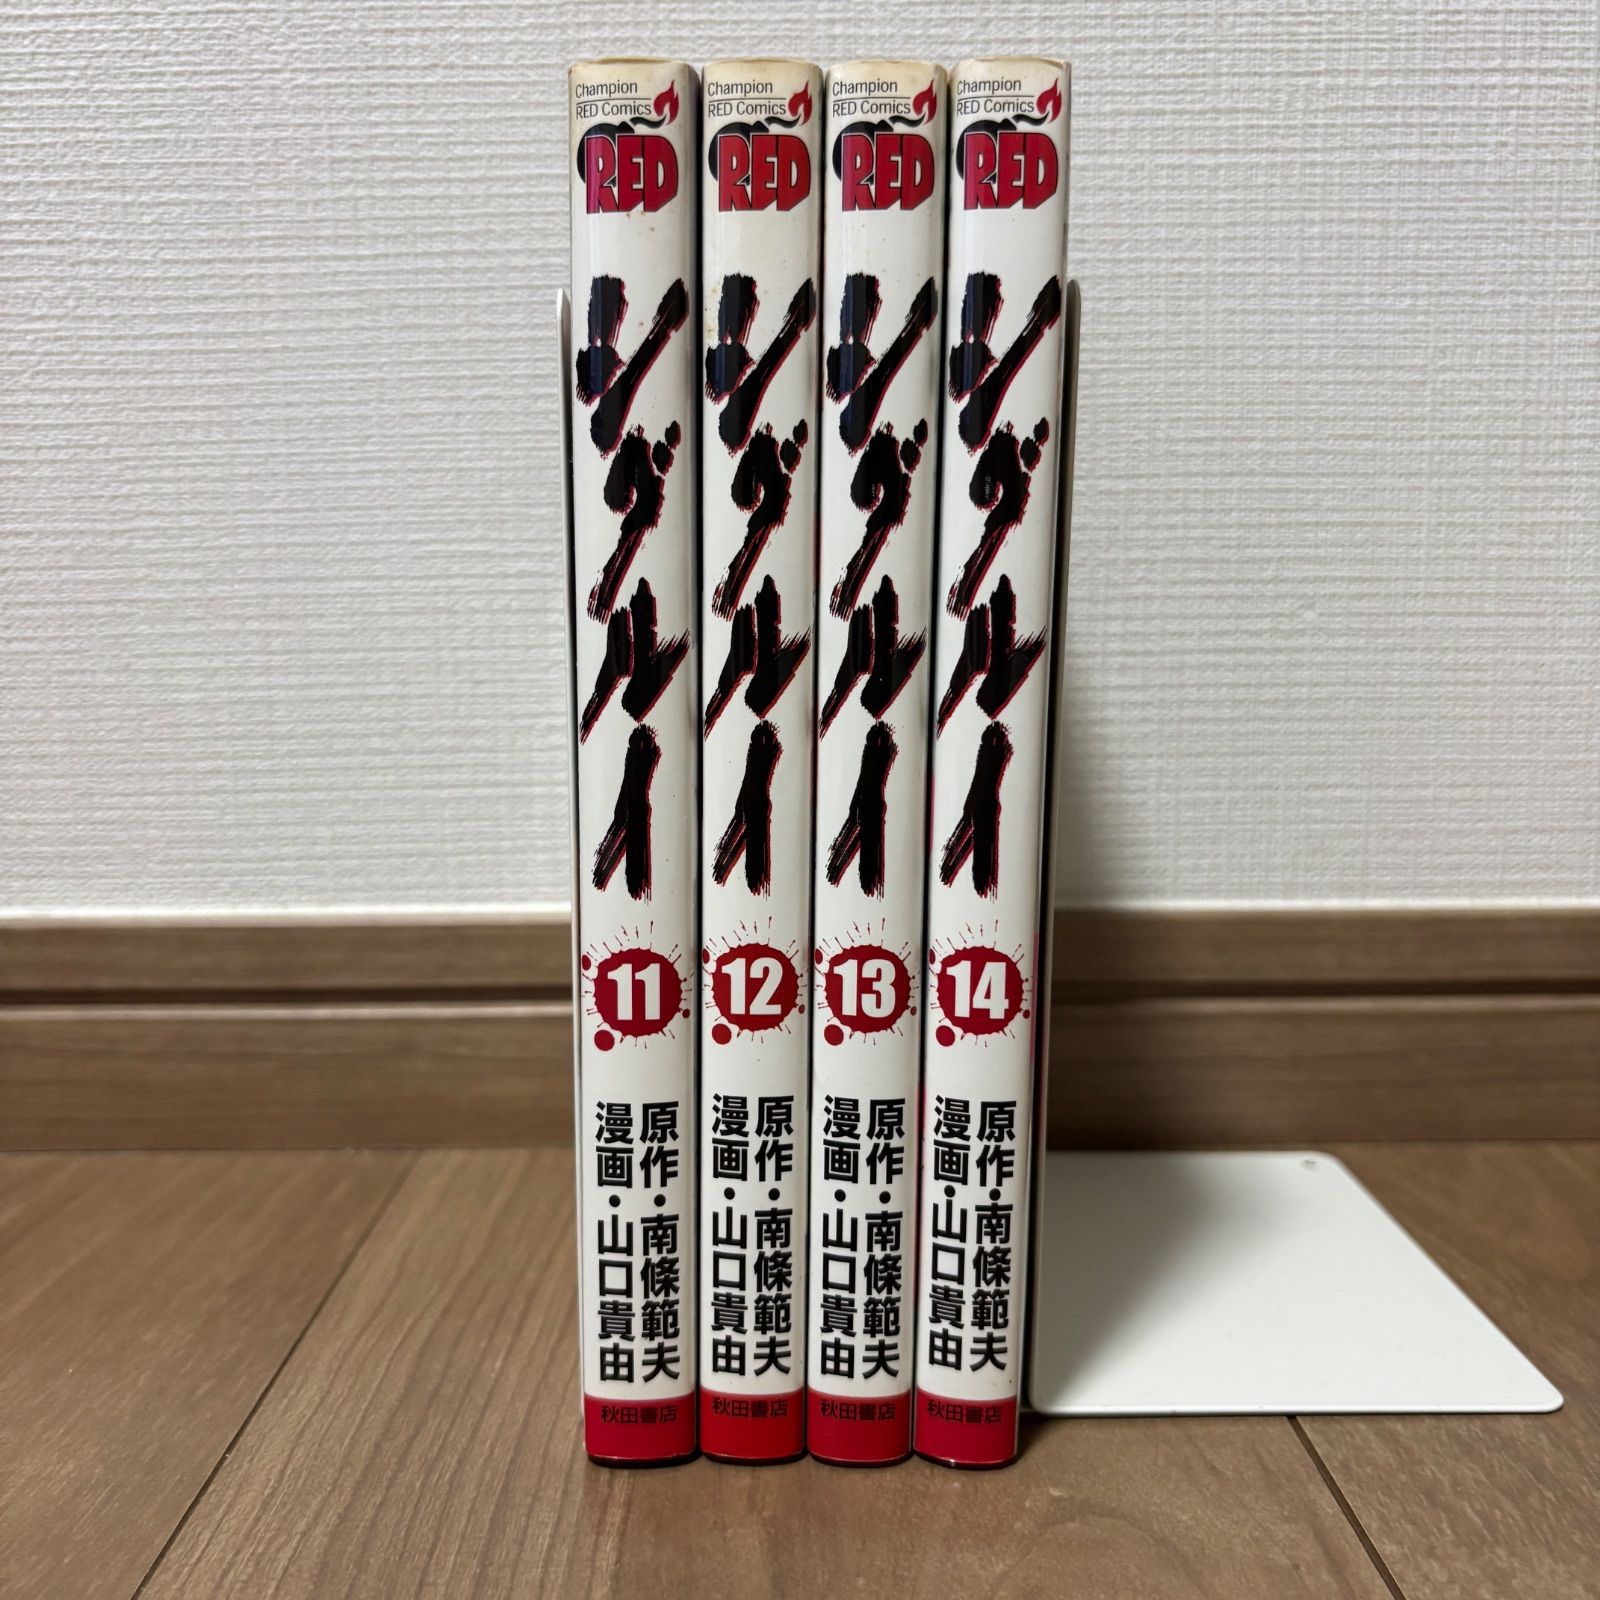 Champion
RED Comics
RED
シグルイ
11
原作・南條範夫
漫画・山口貴由
秋田書店
Champion
RED Comics
RED
シグルイ
12
原作・南條範夫
漫画・山口貴由
秋田書店
Champion
RED Comics
RED
シグルイ
13
原作・南條範夫
漫画・山口貴由
秋田書店
Champion
RED Comics
RED
シグルイ
14
原作・南條範夫
漫画・山口貴由
秋田書店